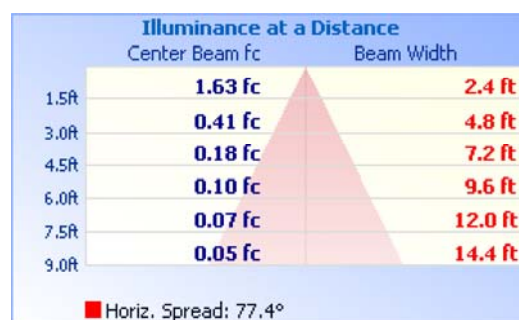 Illuminance at a Distance
Center Beam fc Beam Width
1.5ft 1.63 fc 2.4 ft
3.0ft 0.41 fc 4.8 ft
4.5ft 0.18 fc 7.2 ft
6.0ft 0.10 fc 9.6 ft
7.5ft 0.07 fc 12.0 ft
9.0ft 0.05 fc 14.4 ft
Horiz. Spread: 77.4°